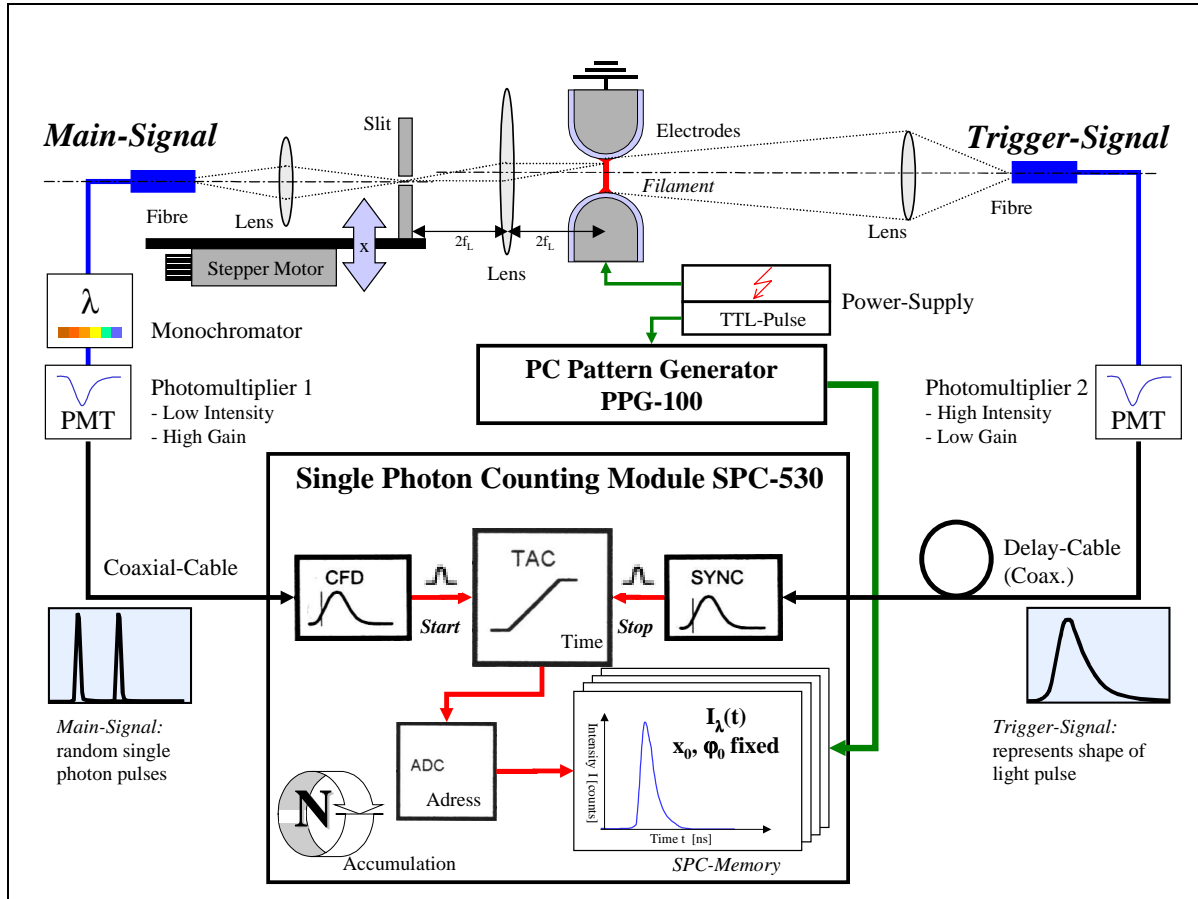 Main-Signal
Slit
Electrodes
Trigger-Signal
Filament
Fibre
Lens
x
2fL
2fL
Lens
Lens
Fibre
Stepper Motor
λ
Monochromator
TTL-Pulse
Power-Supply
PC Pattern Generator
PPG-100
PMT
Photomultiplier 1
- Low Intensity
- High Gain
Photomultiplier 2
- High Intensity
- Low Gain
PMT
Single Photon Counting Module SPC-530
Coaxial-Cable
CFD
Start
TAC
Time
Stop
SYNC
Delay-Cable
(Coax.)
Main-Signal:
random single
photon pulses
ADC
Adress
N
Accumulation
Iλ(t)
x0, φ0 fixed
Intensity I
[counts]
Time t [ns]
SPC-Memory
Trigger-Signal:
represents shape of
light pulse